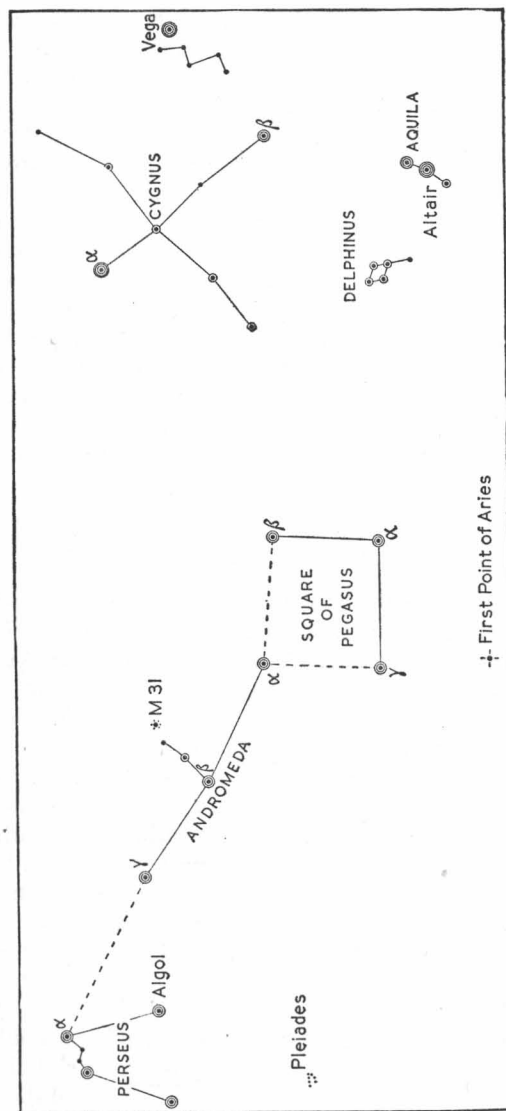 Vega
β
CYGNUS
α
AQUILA
Altair
DELPHINUS
β
α
SQUARE
OF
PEGASUS
α
γ
First Point of Aries
M 31
β
ANDROMEDA
γ
α
Algol
PERSEUS
Pleiades